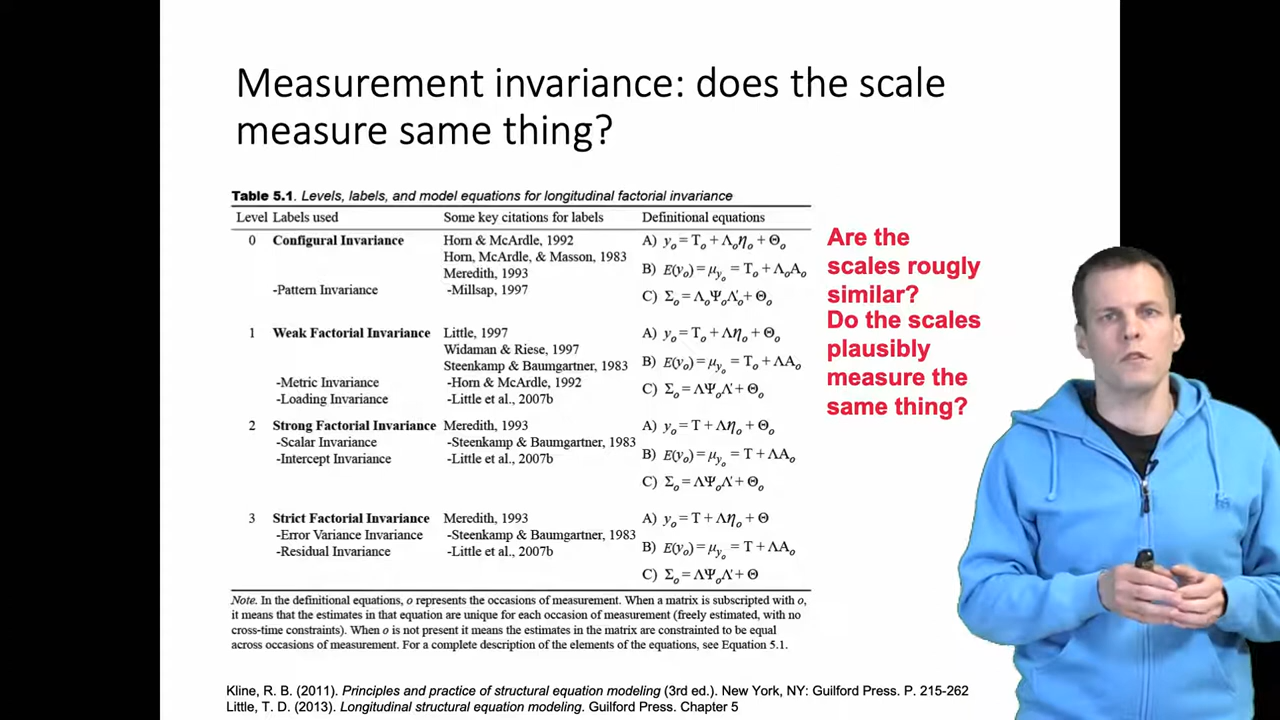 Measurement invariance: does the scale
measure same thing?
Table 5.1. Levels, labels, and model equations for longitudinal factorial invariance
Level Labels used Some key citations for labels Definitional equations
0 Configural Invariance Horn & McArdle, 1992 A) yₒ = Tₒ + Λₒηₒ + Θₒ
Horn, McArdle, & Masson, 1983
Meredith, 1993 B) E(yₒ) = μyₒ = Tₒ + ΛₒAₒ
-Pattern Invariance -Millsap, 1997 C) Σₒ = ΛₒΨₒΛ'ₒ + Θₒ
1 Weak Factorial Invariance Little, 1997 A) yₒ = Tₒ + Ληₒ + Θₒ
Widaman & Riese, 1997
Steenkamp & Baumgartner, 1983 B) E(yₒ) = μyₒ = Tₒ + ΛAₒ
-Metric Invariance -Horn & McArdle, 1992 C) Σₒ = ΛΨₒΛ' + Θₒ
-Loading Invariance -Little et al., 2007b
2 Strong Factorial Invariance Meredith, 1993 A) yₒ = T + Ληₒ + Θₒ
-Scalar Invariance -Steenkamp & Baumgartner, 1983
-Intercept Invariance -Little et al., 2007b B) E(yₒ) = μyₒ = T + ΛAₒ
C) Σₒ = ΛΨₒΛ' + Θₒ
3 Strict Factorial Invariance Meredith, 1993 A) yₒ = T + Ληₒ + Θ
-Error Variance Invariance -Steenkamp & Baumgartner, 1983
-Residual Invariance -Little et al., 2007b B) E(yₒ) = μyₒ = T + ΛAₒ
C) Σₒ = ΛΨₒΛ' + Θ
Note. In the definitional equations, o represents the occasions of measurement. When a matrix is subscripted with o,
it means that the estimates in that equation are unique for each occasion of measurement (freely estimated, with no
cross-time constraints). When o is not present it means the estimates in the matrix are constrainted to be equal
across occasions of measurement. For a complete description of the elements of the equations, see Equation 5.1.
Are the
scales rougly
similar?
Do the scales
plausibly
measure the
same thing?
Kline, R. B. (2011). Principles and practice of structural equation modeling (3rd ed.). New York, NY: Guilford Press. P. 215-262
Little, T. D. (2013). Longitudinal structural equation modeling. Guilford Press. Chapter 5